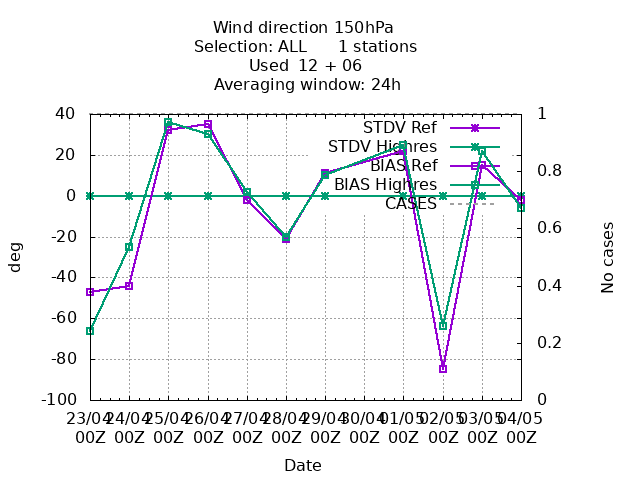 Wind direction 150hPa
Selection: ALL 1 stations
Used 12 + 06
Averaging window: 24h
40
20
0
-20
-40
-60
-80
-100
deg
1
0.8
0.6
0.4
0.2
0
No cases
STDV Ref
STDV Highres
BIAS Ref
BIAS Highres
CASES
23/04 24/04 25/04 26/04 27/04 28/04 29/04 30/04 01/05 02/05 03/05 04/05
00Z 00Z 00Z 00Z 00Z 00Z 00Z 00Z 00Z 00Z 00Z 00Z
Date